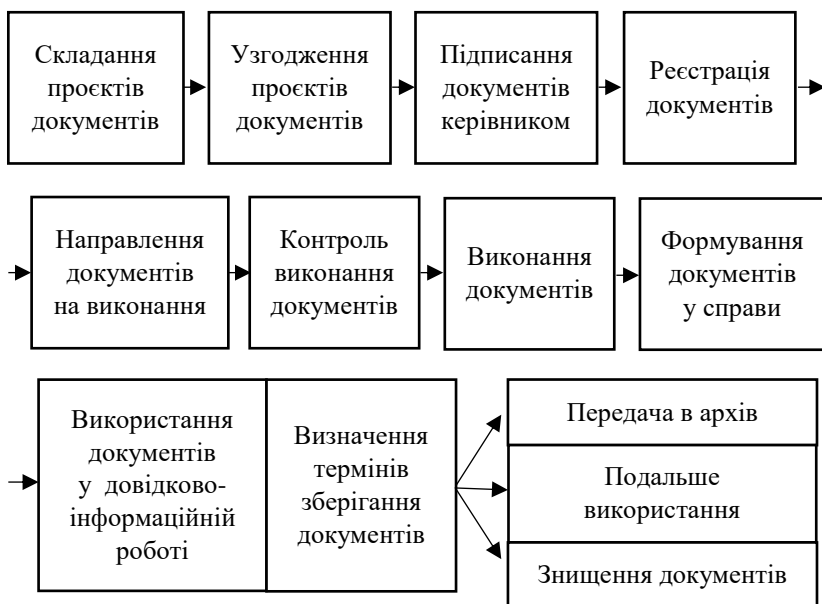 Складання
проєктів
документів
Узгодження
проєктів
документів
Підписання
документів
керівником
Реєстрація
документів
Направлення
документів
на виконання
Контроль
виконання
документів
Виконання
документів
Формування
документів
у справи
Використання
документів
у довідково-
інформаційній
роботі
Визначення
термінів
зберігання
документів
Передача в архів
Подальше
використання
Знищення документів